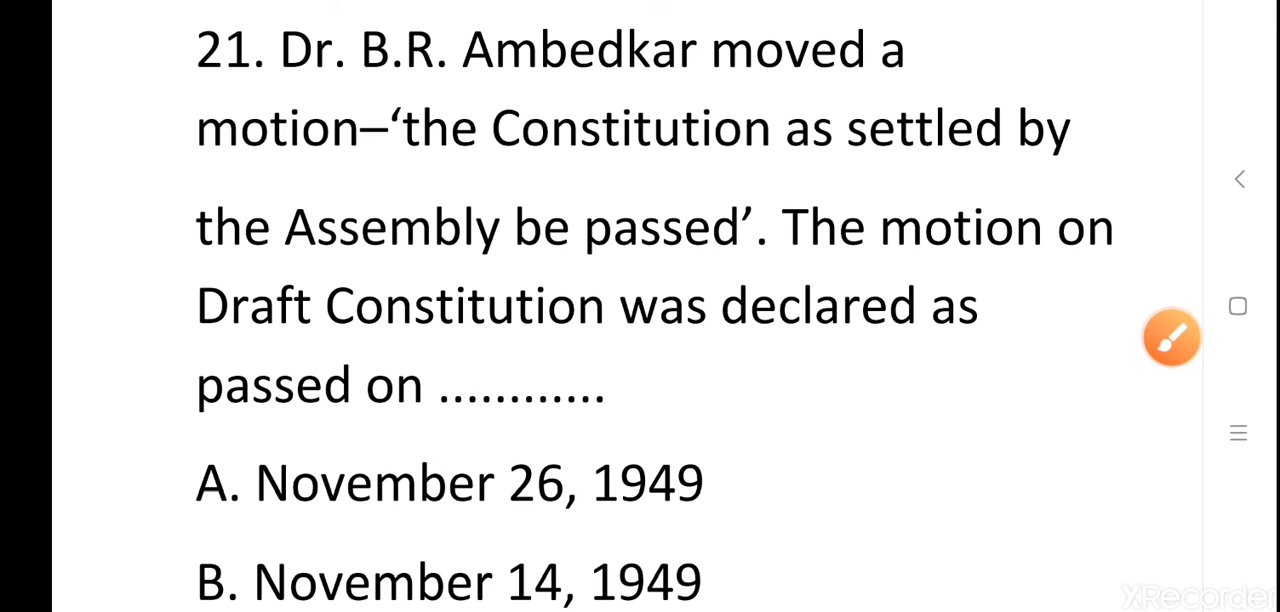 21. Dr. B.R. Ambedkar moved a
motion–‘the Constitution as settled by
the Assembly be passed’. The motion on
Draft Constitution was declared as
passed on ............
A. November 26, 1949
B. November 14, 1949
XRecorder